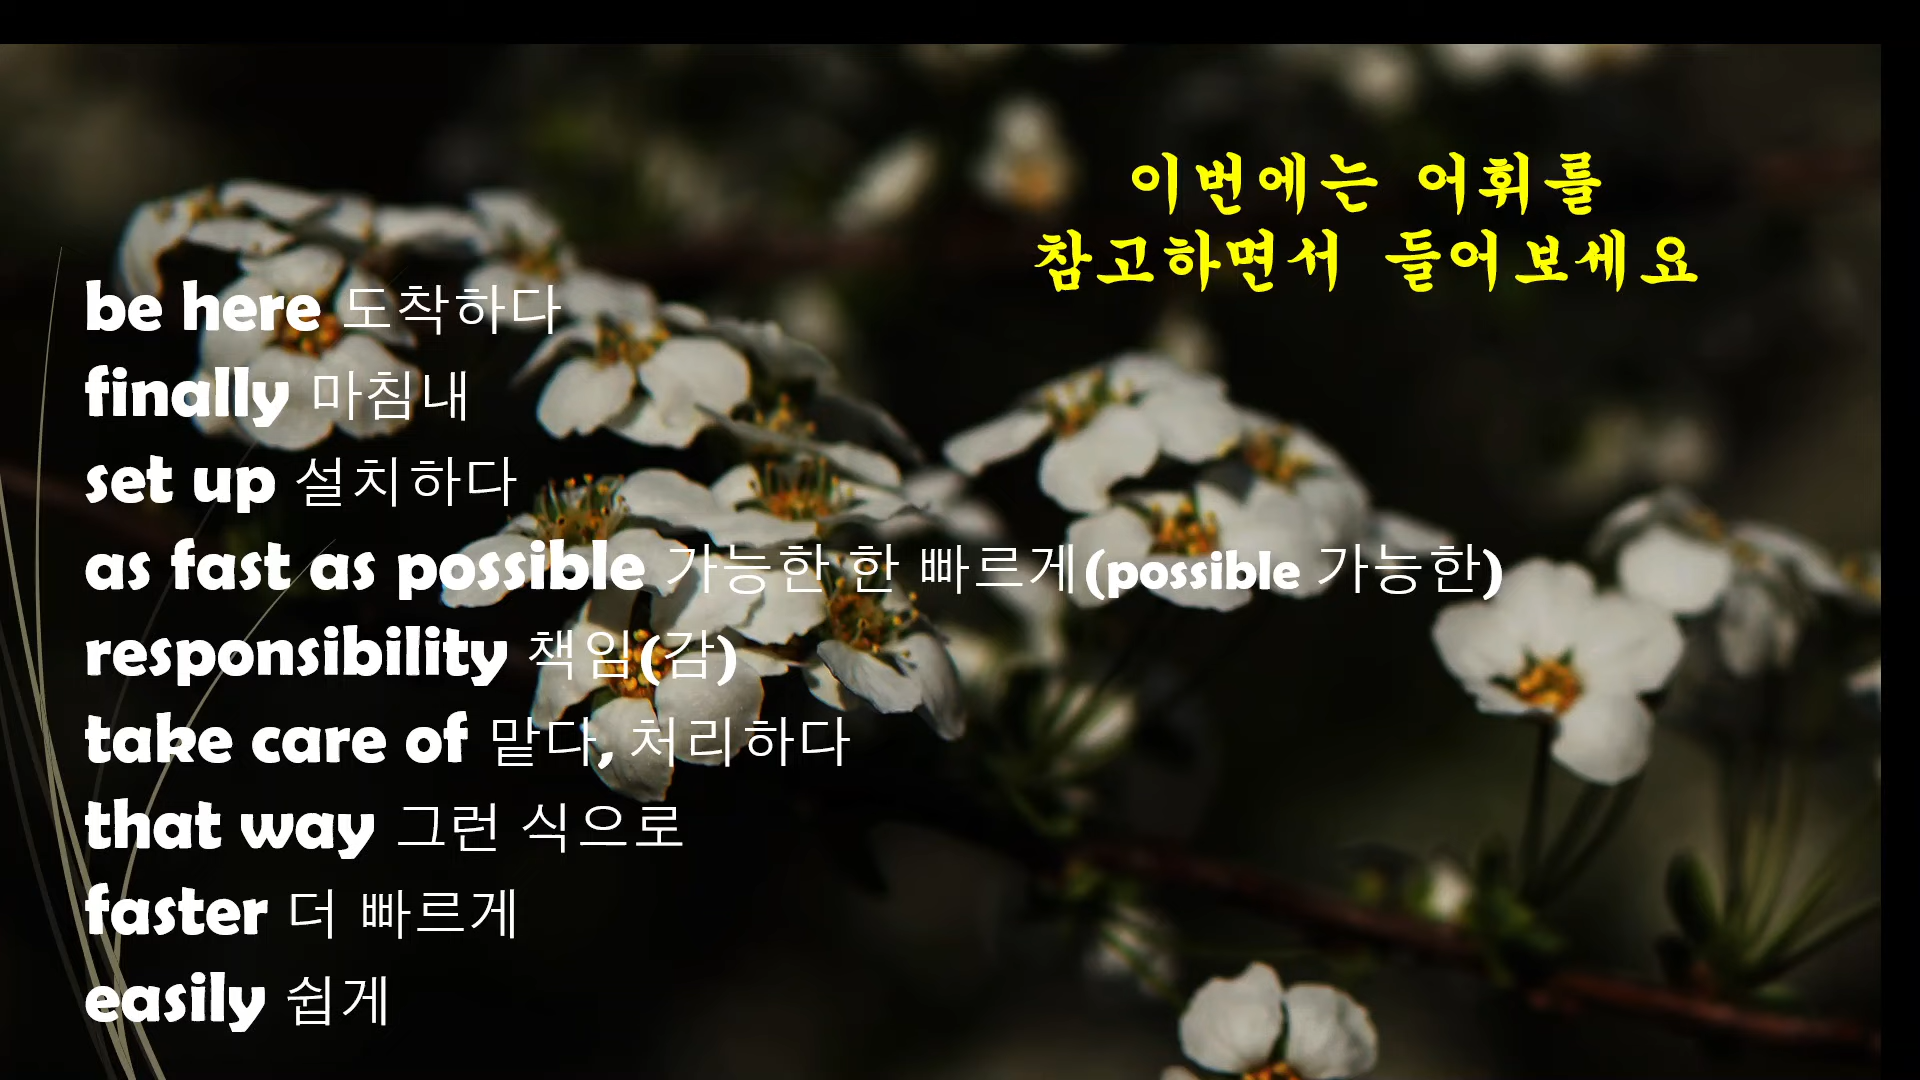 이번에는 어휘를
참고하면서 들어보세요
be here 도착하다
finally 마침내
set up 설치하다
as fast as possible 가능한 한 빠르게(possible 가능한)
responsibility 책임(감)
take care of 맡다, 처리하다
that way 그런 식으로
faster 더 빠르게
easily 쉽게